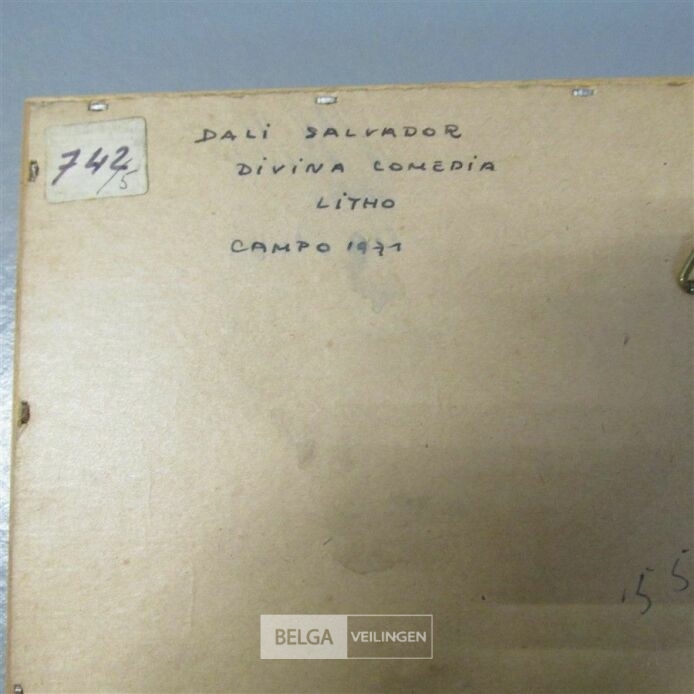 742/5
DALI SALVADOR
DIVINA COMEDIA
LITHO
CAMPO 1971
55
BELGA VEILINGEN